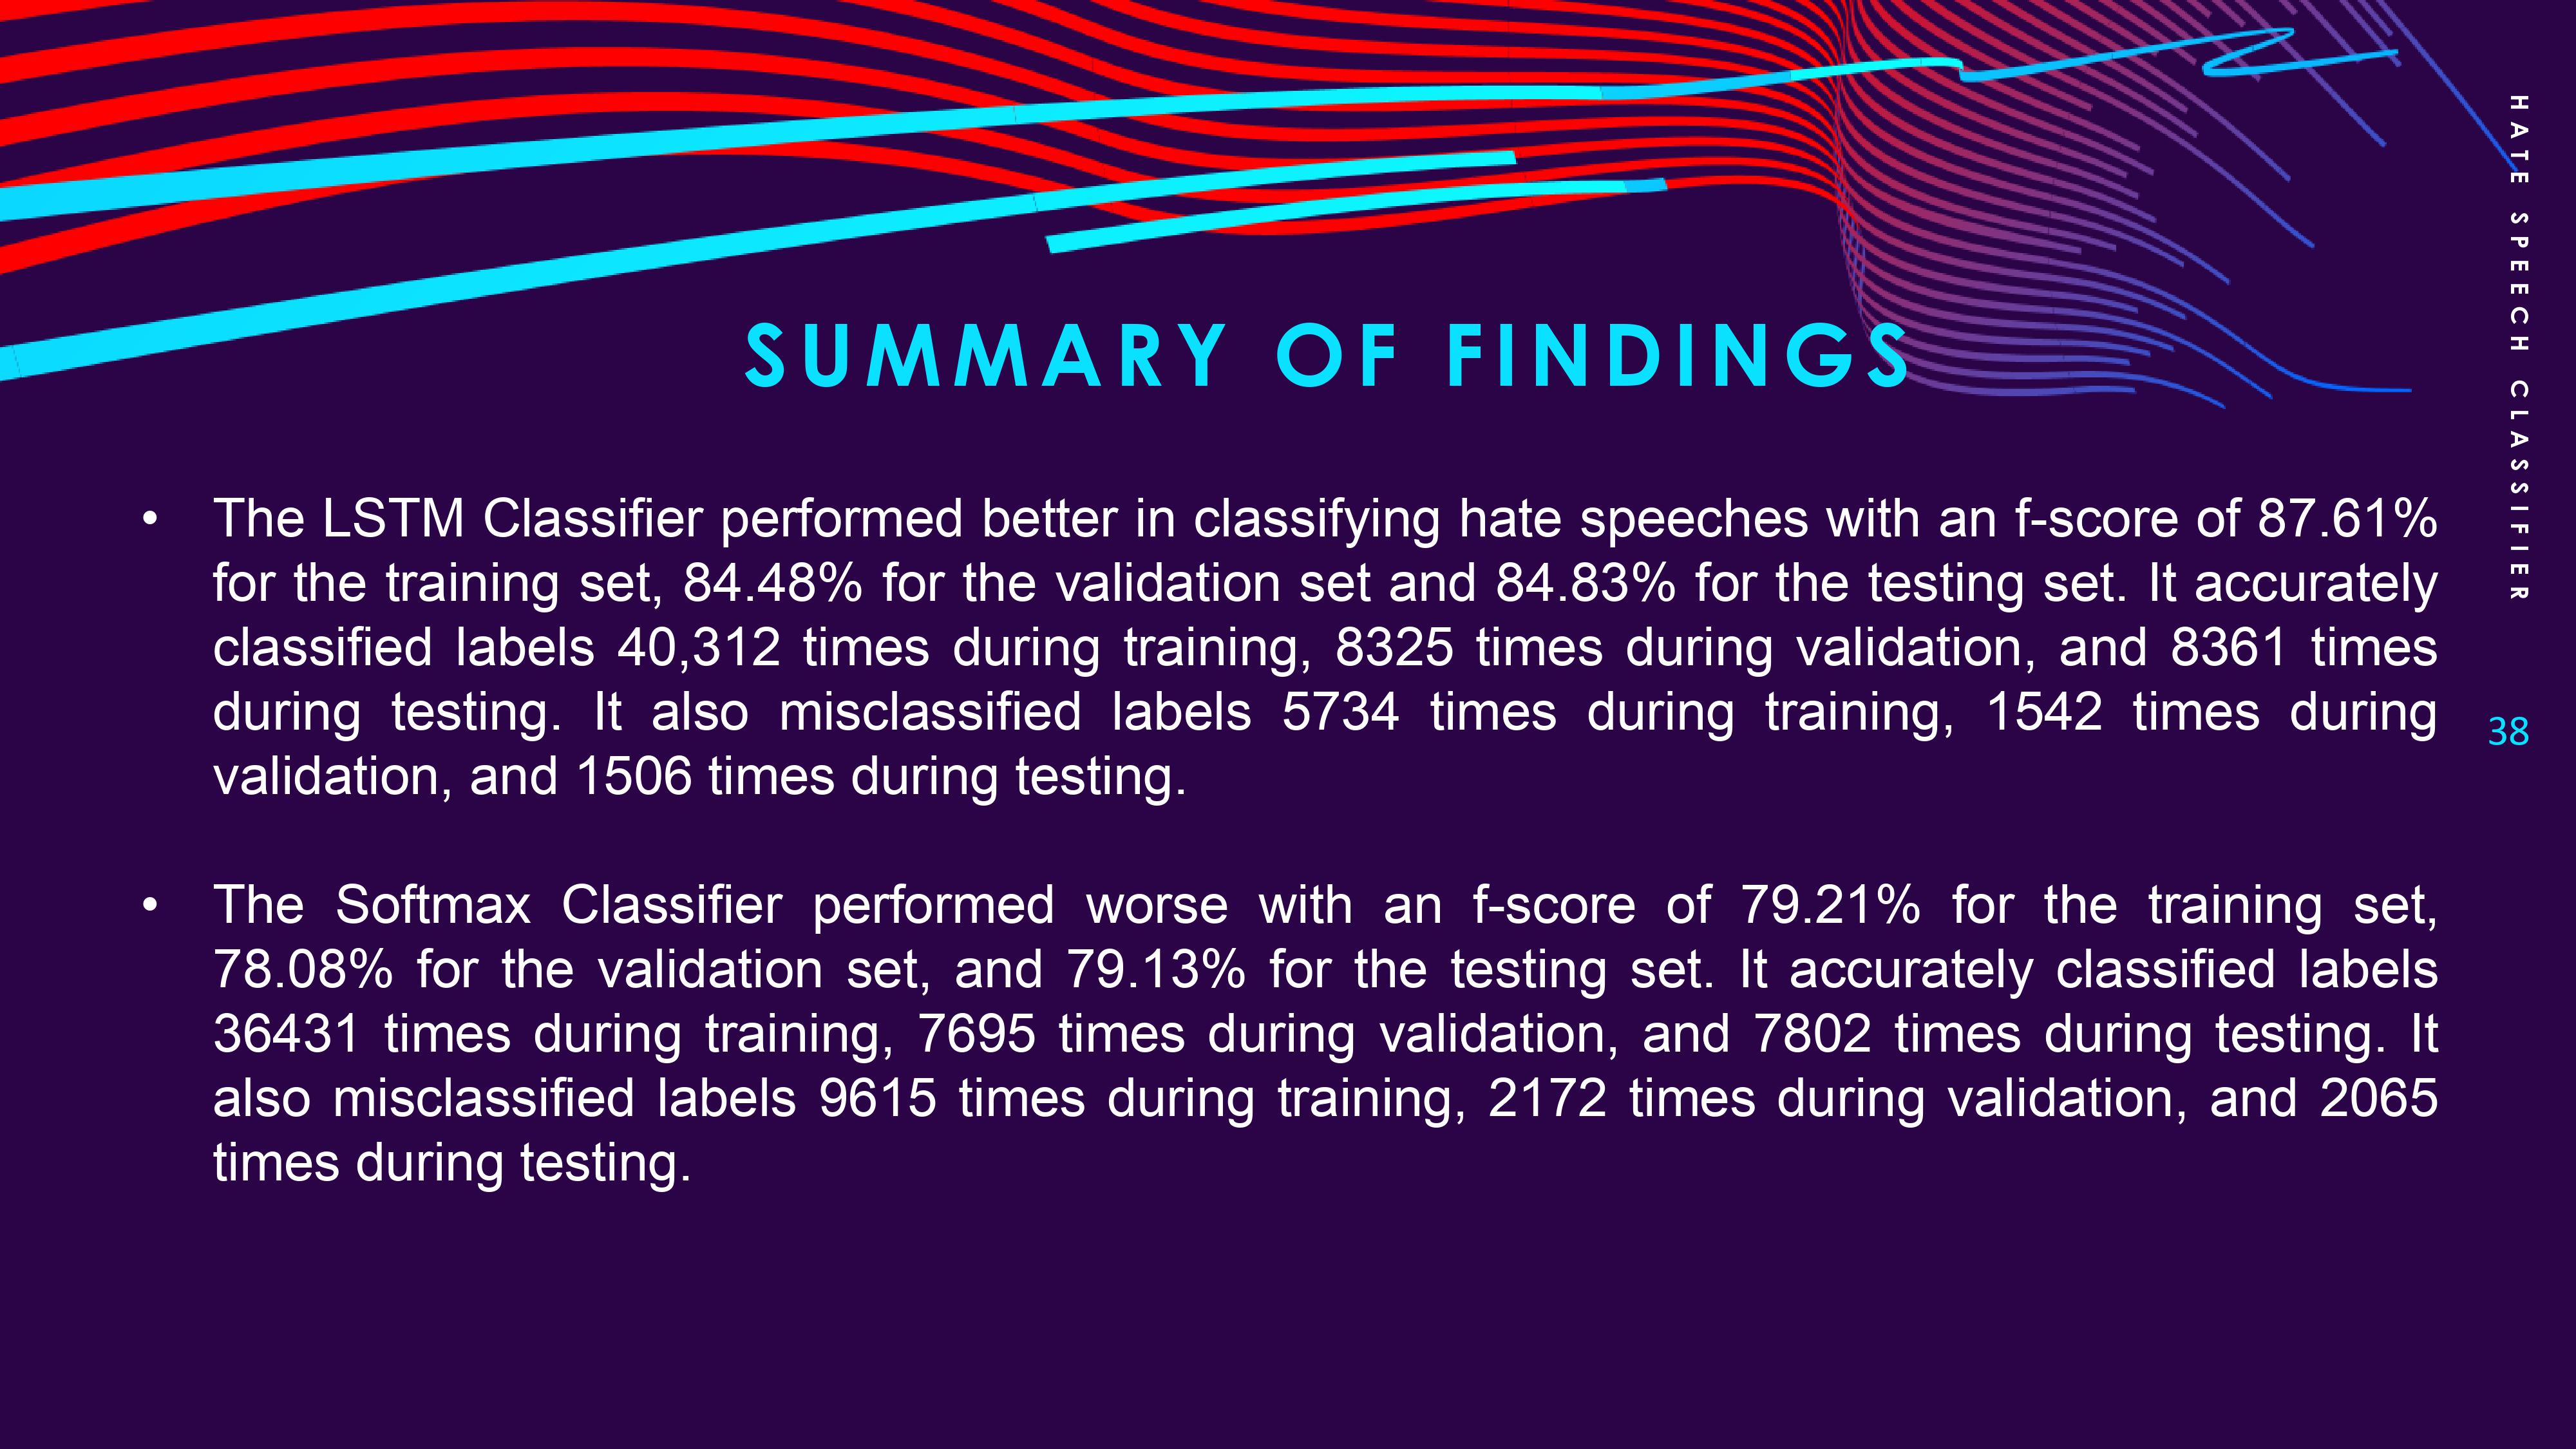 SUMMARY OF FINDINGS
• The LSTM Classifier performed better in classifying hate speeches with an f-score of 87.61%
for the training set, 84.48% for the validation set and 84.83% for the testing set. It accurately
classified labels 40,312 times during training, 8325 times during validation, and 8361 times
during testing. It also misclassified labels 5734 times during training, 1542 times during
validation, and 1506 times during testing.
• The Softmax Classifier performed worse with an f-score of 79.21% for the training set,
78.08% for the validation set, and 79.13% for the testing set. It accurately classified labels
36431 times during training, 7695 times during validation, and 7802 times during testing. It
also misclassified labels 9615 times during training, 2172 times during validation, and 2065
times during testing.
HATE SPEECH CLASSIFIER
38